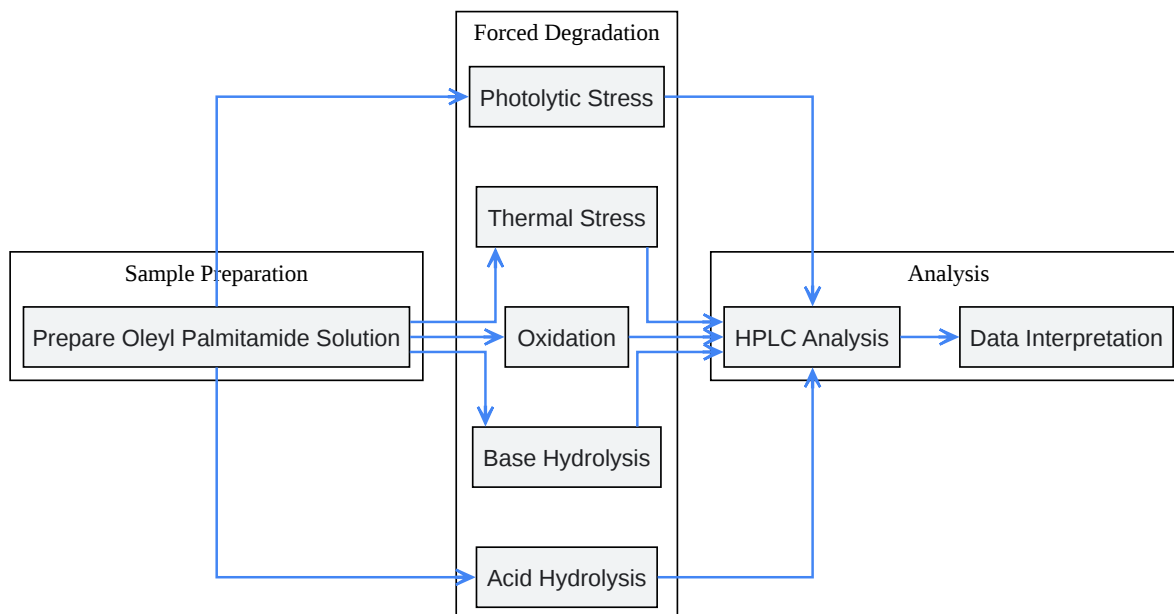 Forced Degradation
Photolytic Stress
Thermal Stress
Sample Preparation
Analysis
Prepare Oleyl Palmitamide Solution
Oxidation
HPLC Analysis
Data Interpretation
Base Hydrolysis
Acid Hydrolysis